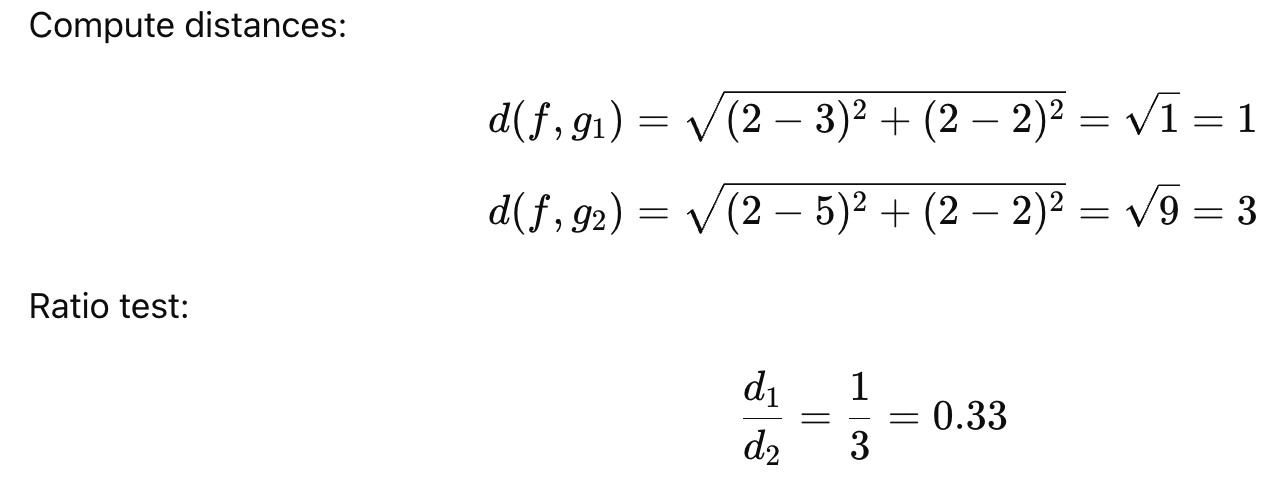 Compute distances:
d(f, g₁) = √((2 − 3)² + (2 − 2)²) = √1 = 1
d(f, g₂) = √((2 − 5)² + (2 − 2)²) = √9 = 3
Ratio test:
d₁/d₂ = 1/3 = 0.33